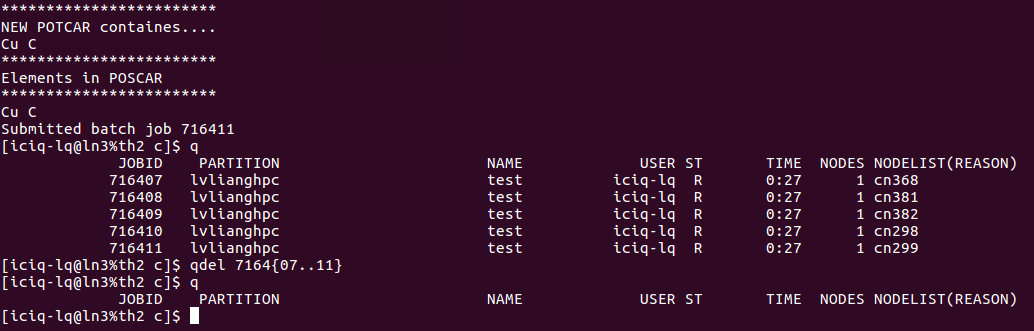 ************************
NEW POTCAR containes....
Cu C
************************
Elements in POSCAR
************************
Cu C
Submitted batch job 716411
[iciq-lq@ln3%th2 c]$ q
JOBID PARTITION NAME USER ST TIME NODES NODELIST(REASON)
716407 lvlianghpc test iciq-lq R 0:27 1 cn368
716408 lvlianghpc test iciq-lq R 0:27 1 cn381
716409 lvlianghpc test iciq-lq R 0:27 1 cn382
716410 lvlianghpc test iciq-lq R 0:27 1 cn298
716411 lvlianghpc test iciq-lq R 0:27 1 cn299
[iciq-lq@ln3%th2 c]$ qdel 7164{07..11}
[iciq-lq@ln3%th2 c]$ q
JOBID PARTITION NAME USER ST TIME NODES NODELIST(REASON)
[iciq-lq@ln3%th2 c]$